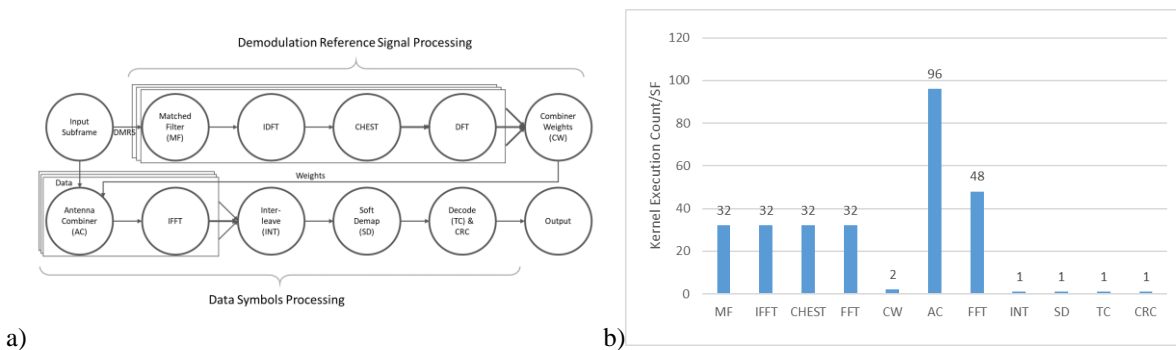 Demodulation Reference Signal Processing
Input
Subframe
DMRS
Matched
Filter
(MF)
IDFT
CHEST
DFT
Combiner
Weights
(CW)
Data
Weights
Antenna
Combiner
(AC)
IFFT
Inter-
leave
(INT)
Soft
Demap
(SD)
Decode
(TC) &
CRC
Output
Data Symbols Processing
a)
Kernel Execution Count/SF
120
100
80
60
40
20
0
32
32
32
32
2
96
48
1
1
1
1
MF IFFT CHEST FFT CW AC FFT INT SD TC CRC
b)